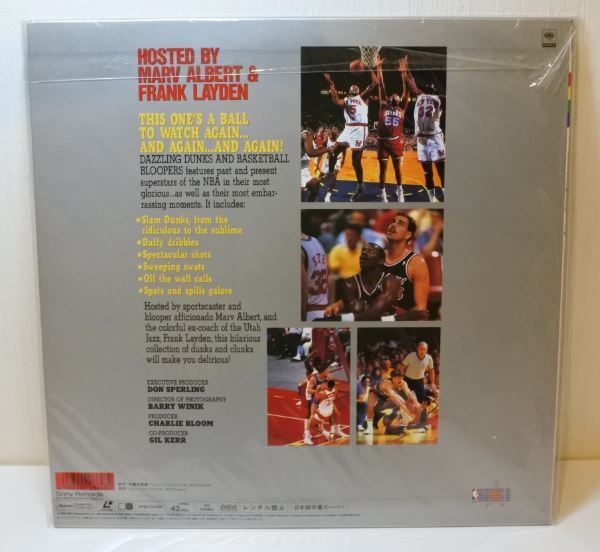 HOSTED BY
MARV ALBERT &
FRANK LAYDEN
THIS ONE'S A BALL
TO WATCH AGAIN...
AND AGAIN...AND AGAIN!
DAZZLING DUNKS AND BASKETBALL
BLOOPERS features past and present
superstars of the NBA in their most
glorious...as well as their most embar-
rassing moments. It includes:
•Slam Dunks, from the
ridiculous to the sublime
•Daffy dribbles
•Spectacular shots
•Sweeping swats
•Off the wall calls
•Spats and spills galore
Hosted by sportscaster and
blooper aficionado Marv Albert, and
the colorful ex-coach of the Utah
Jazz, Frank Layden, this hilarious
collection of dunks and clunks
will make you delirious!
EXECUTIVE PRODUCER
DON SPERLING
DIRECTOR OF PHOTOGRAPHY
BARRY WINIK
PRODUCER
CHARLIE BLOOM
CO-PRODUCER
GIL KERR
5
55
32
Sony Records
42
レンタル禁止
日本語字幕スーパー